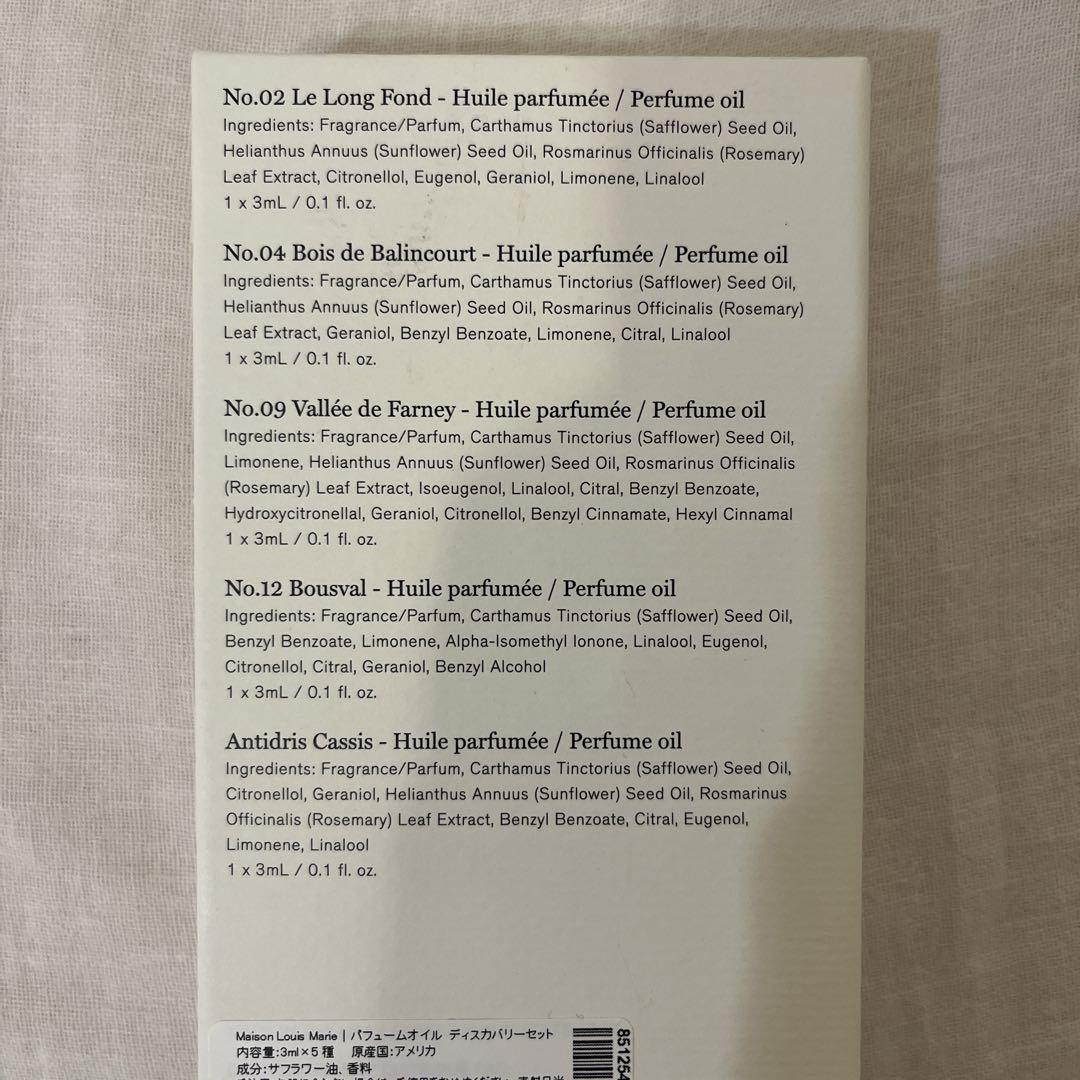 No.02 Le Long Fond - Huile parfumée / Perfume oil
Ingredients: Fragrance/Parfum, Carthamus Tinctorius (Safflower) Seed Oil,
Helianthus Annuus (Sunflower) Seed Oil, Rosmarinus Officinalis (Rosemary)
Leaf Extract, Citronellol, Eugenol, Geraniol, Limonene, Linalool
1 x 3mL / 0.1 fl. oz.
No.04 Bois de Balincourt - Huile parfumée / Perfume oil
Ingredients: Fragrance/Parfum, Carthamus Tinctorius (Safflower) Seed Oil,
Helianthus Annuus (Sunflower) Seed Oil, Rosmarinus Officinalis (Rosemary)
Leaf Extract, Geraniol, Benzyl Benzoate, Limonene, Citral, Linalool
1 x 3mL / 0.1 fl. oz.
No.09 Vallée de Farney - Huile parfumée / Perfume oil
Ingredients: Fragrance/Parfum, Carthamus Tinctorius (Safflower) Seed Oil,
Limonene, Helianthus Annuus (Sunflower) Seed Oil, Rosmarinus Officinalis
(Rosemary) Leaf Extract, Isoeugenol, Linalool, Citral, Benzyl Benzoate,
Hydroxycitronellal, Geraniol, Citronellol, Benzyl Cinnamate, Hexyl Cinnamal
1 x 3mL / 0.1 fl. oz.
No.12 Bousval - Huile parfumée / Perfume oil
Ingredients: Fragrance/Parfum, Carthamus Tinctorius (Safflower) Seed Oil,
Benzyl Benzoate, Limonene, Alpha-Isomethyl Ionone, Linalool, Eugenol,
Citronellol, Citral, Geraniol, Benzyl Alcohol
1 x 3mL / 0.1 fl. oz.
Antidris Cassis - Huile parfumée / Perfume oil
Ingredients: Fragrance/Parfum, Carthamus Tinctorius (Safflower) Seed Oil,
Citronellol, Geraniol, Helianthus Annuus (Sunflower) Seed Oil, Rosmarinus
Officinalis (Rosemary) Leaf Extract, Benzyl Benzoate, Citral, Eugenol,
Limonene, Linalool
1 x 3mL / 0.1 fl. oz.
Maison Louis Marie | パフュームオイル ディスカバリーセット
内容量:3ml×5種 原産国:アメリカ
成分:サフラワー油、香料
851254